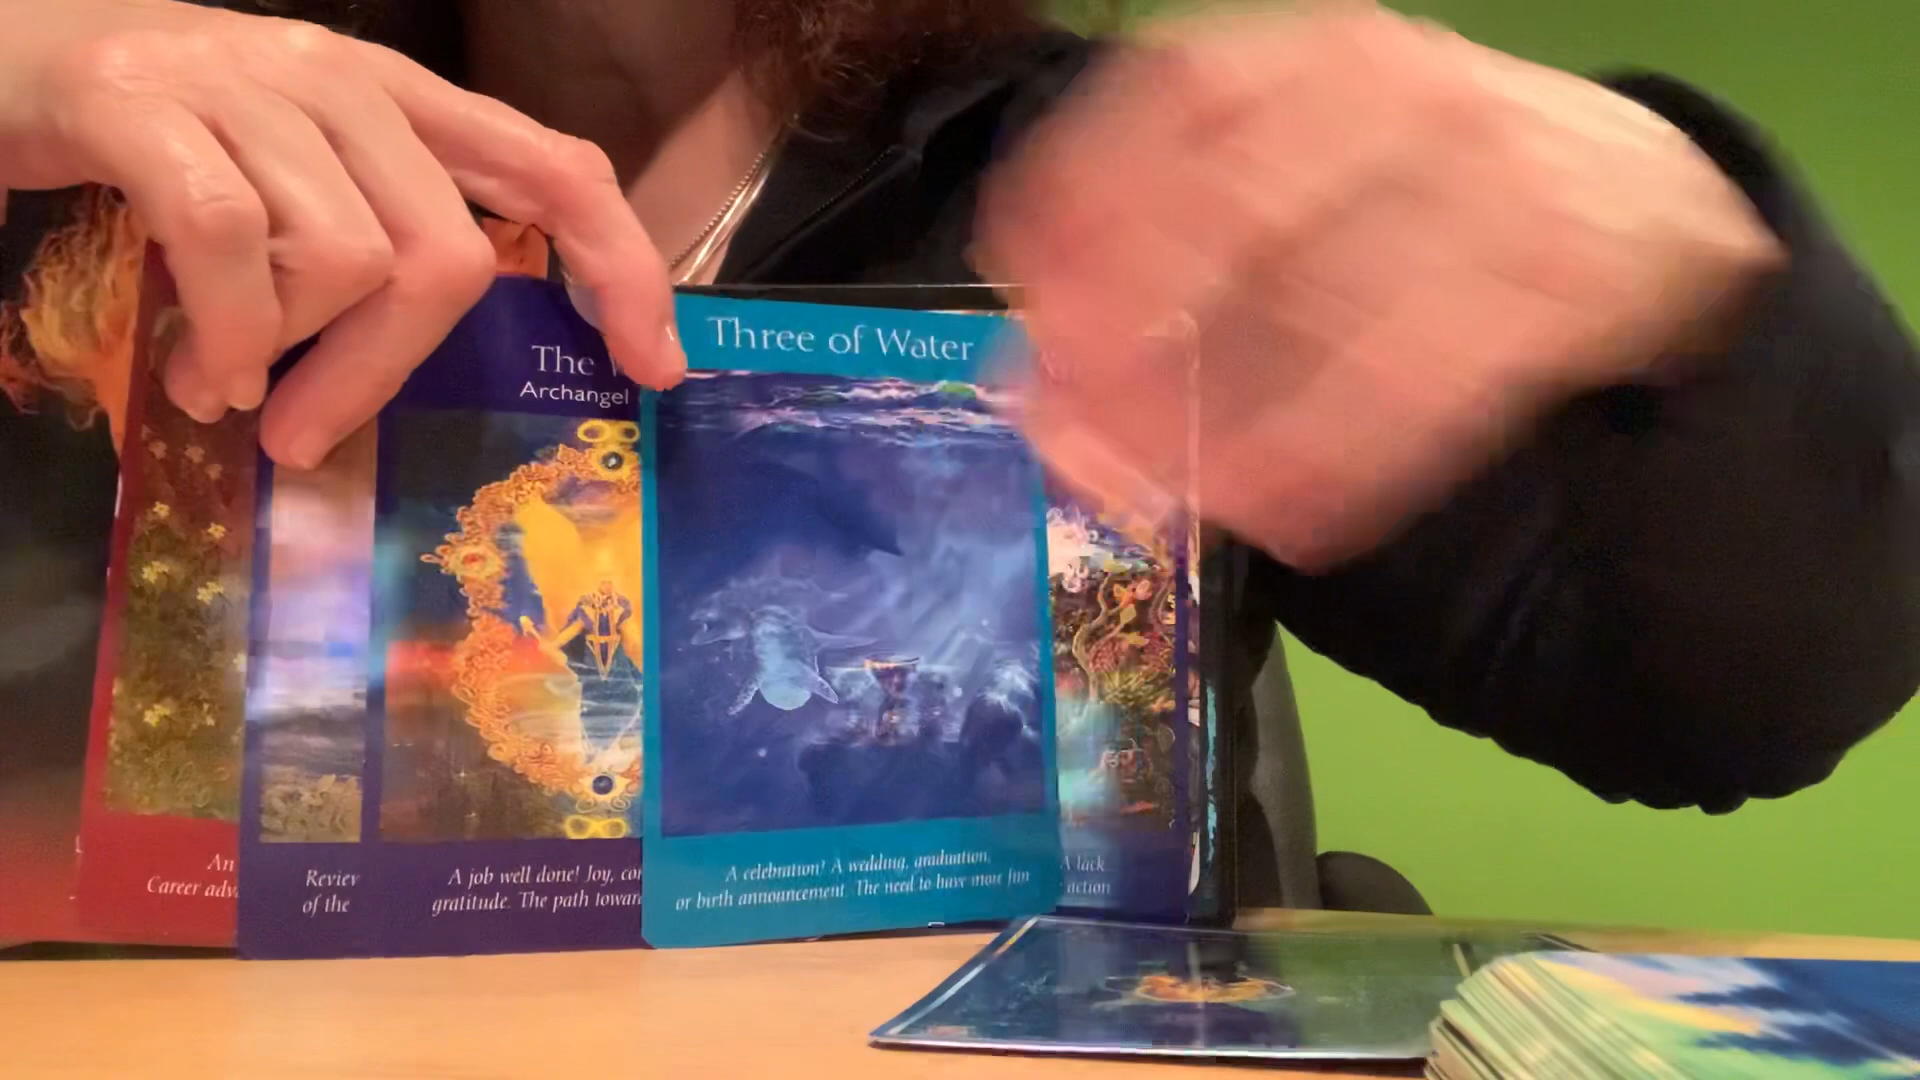 Three of Water
The
Archangel
An
Career adv
Review
of the
A job well done! Joy, con
gratitude. The path towar
A celebration! A wedding, graduation,
or birth announcement. The need to have more fun
A lack
action